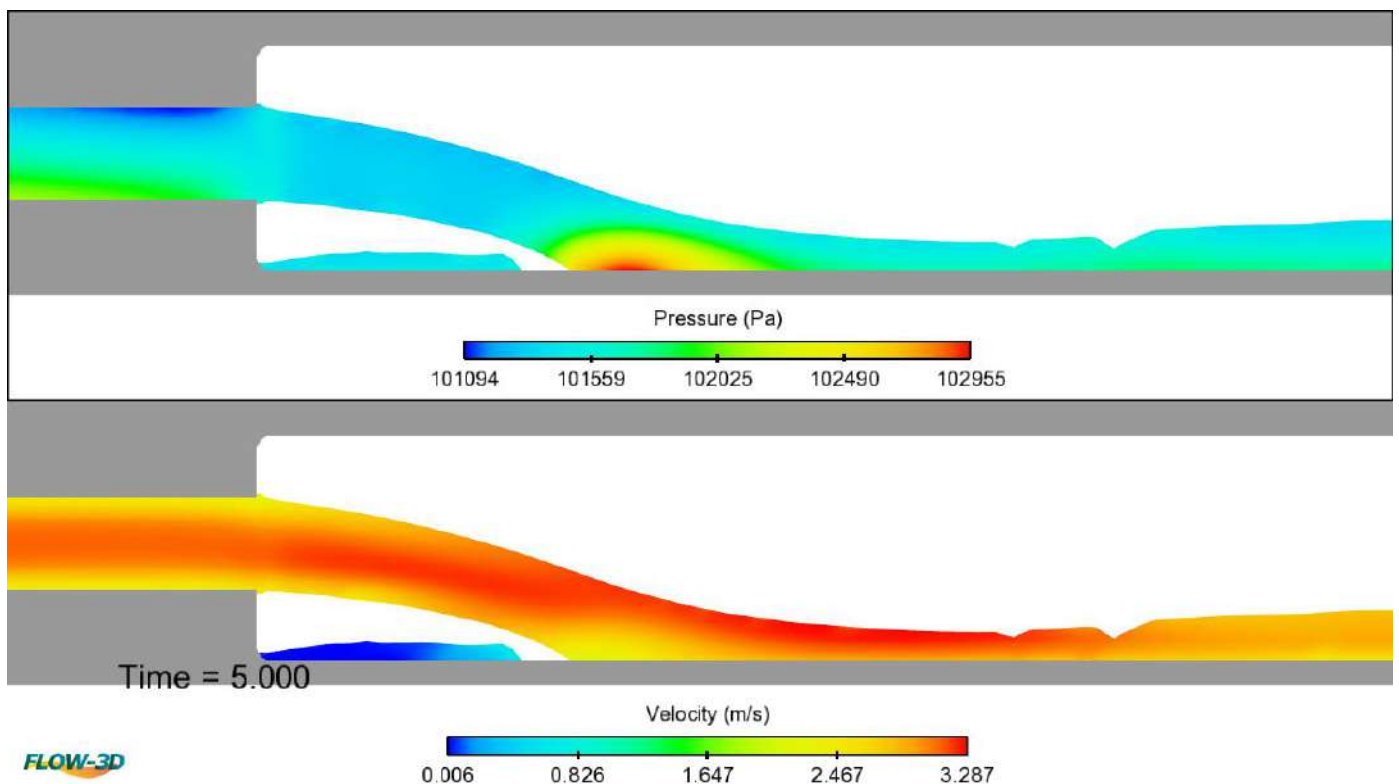 Pressure (Pa)
101094 101559 102025 102490 102955
Time = 5.000
Velocity (m/s)
FLOW-3D
0.006 0.826 1.647 2.467 3.287